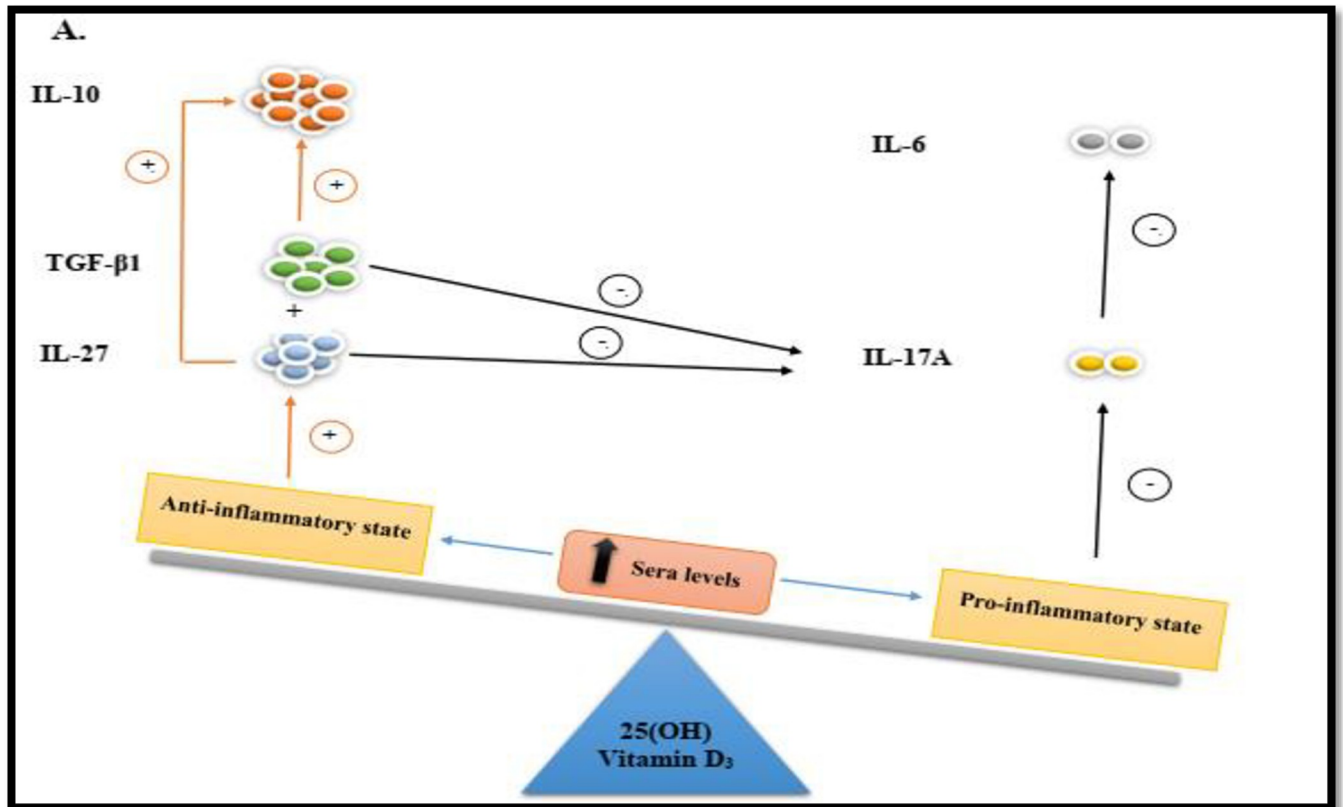 A.
IL-10
+
+
IL-6
-
TGF-β1
-
+
-
IL-27
IL-17A
+
-
Anti-inflammatory state
Sera levels
Pro-inflammatory state
25(OH)
Vitamin D₃